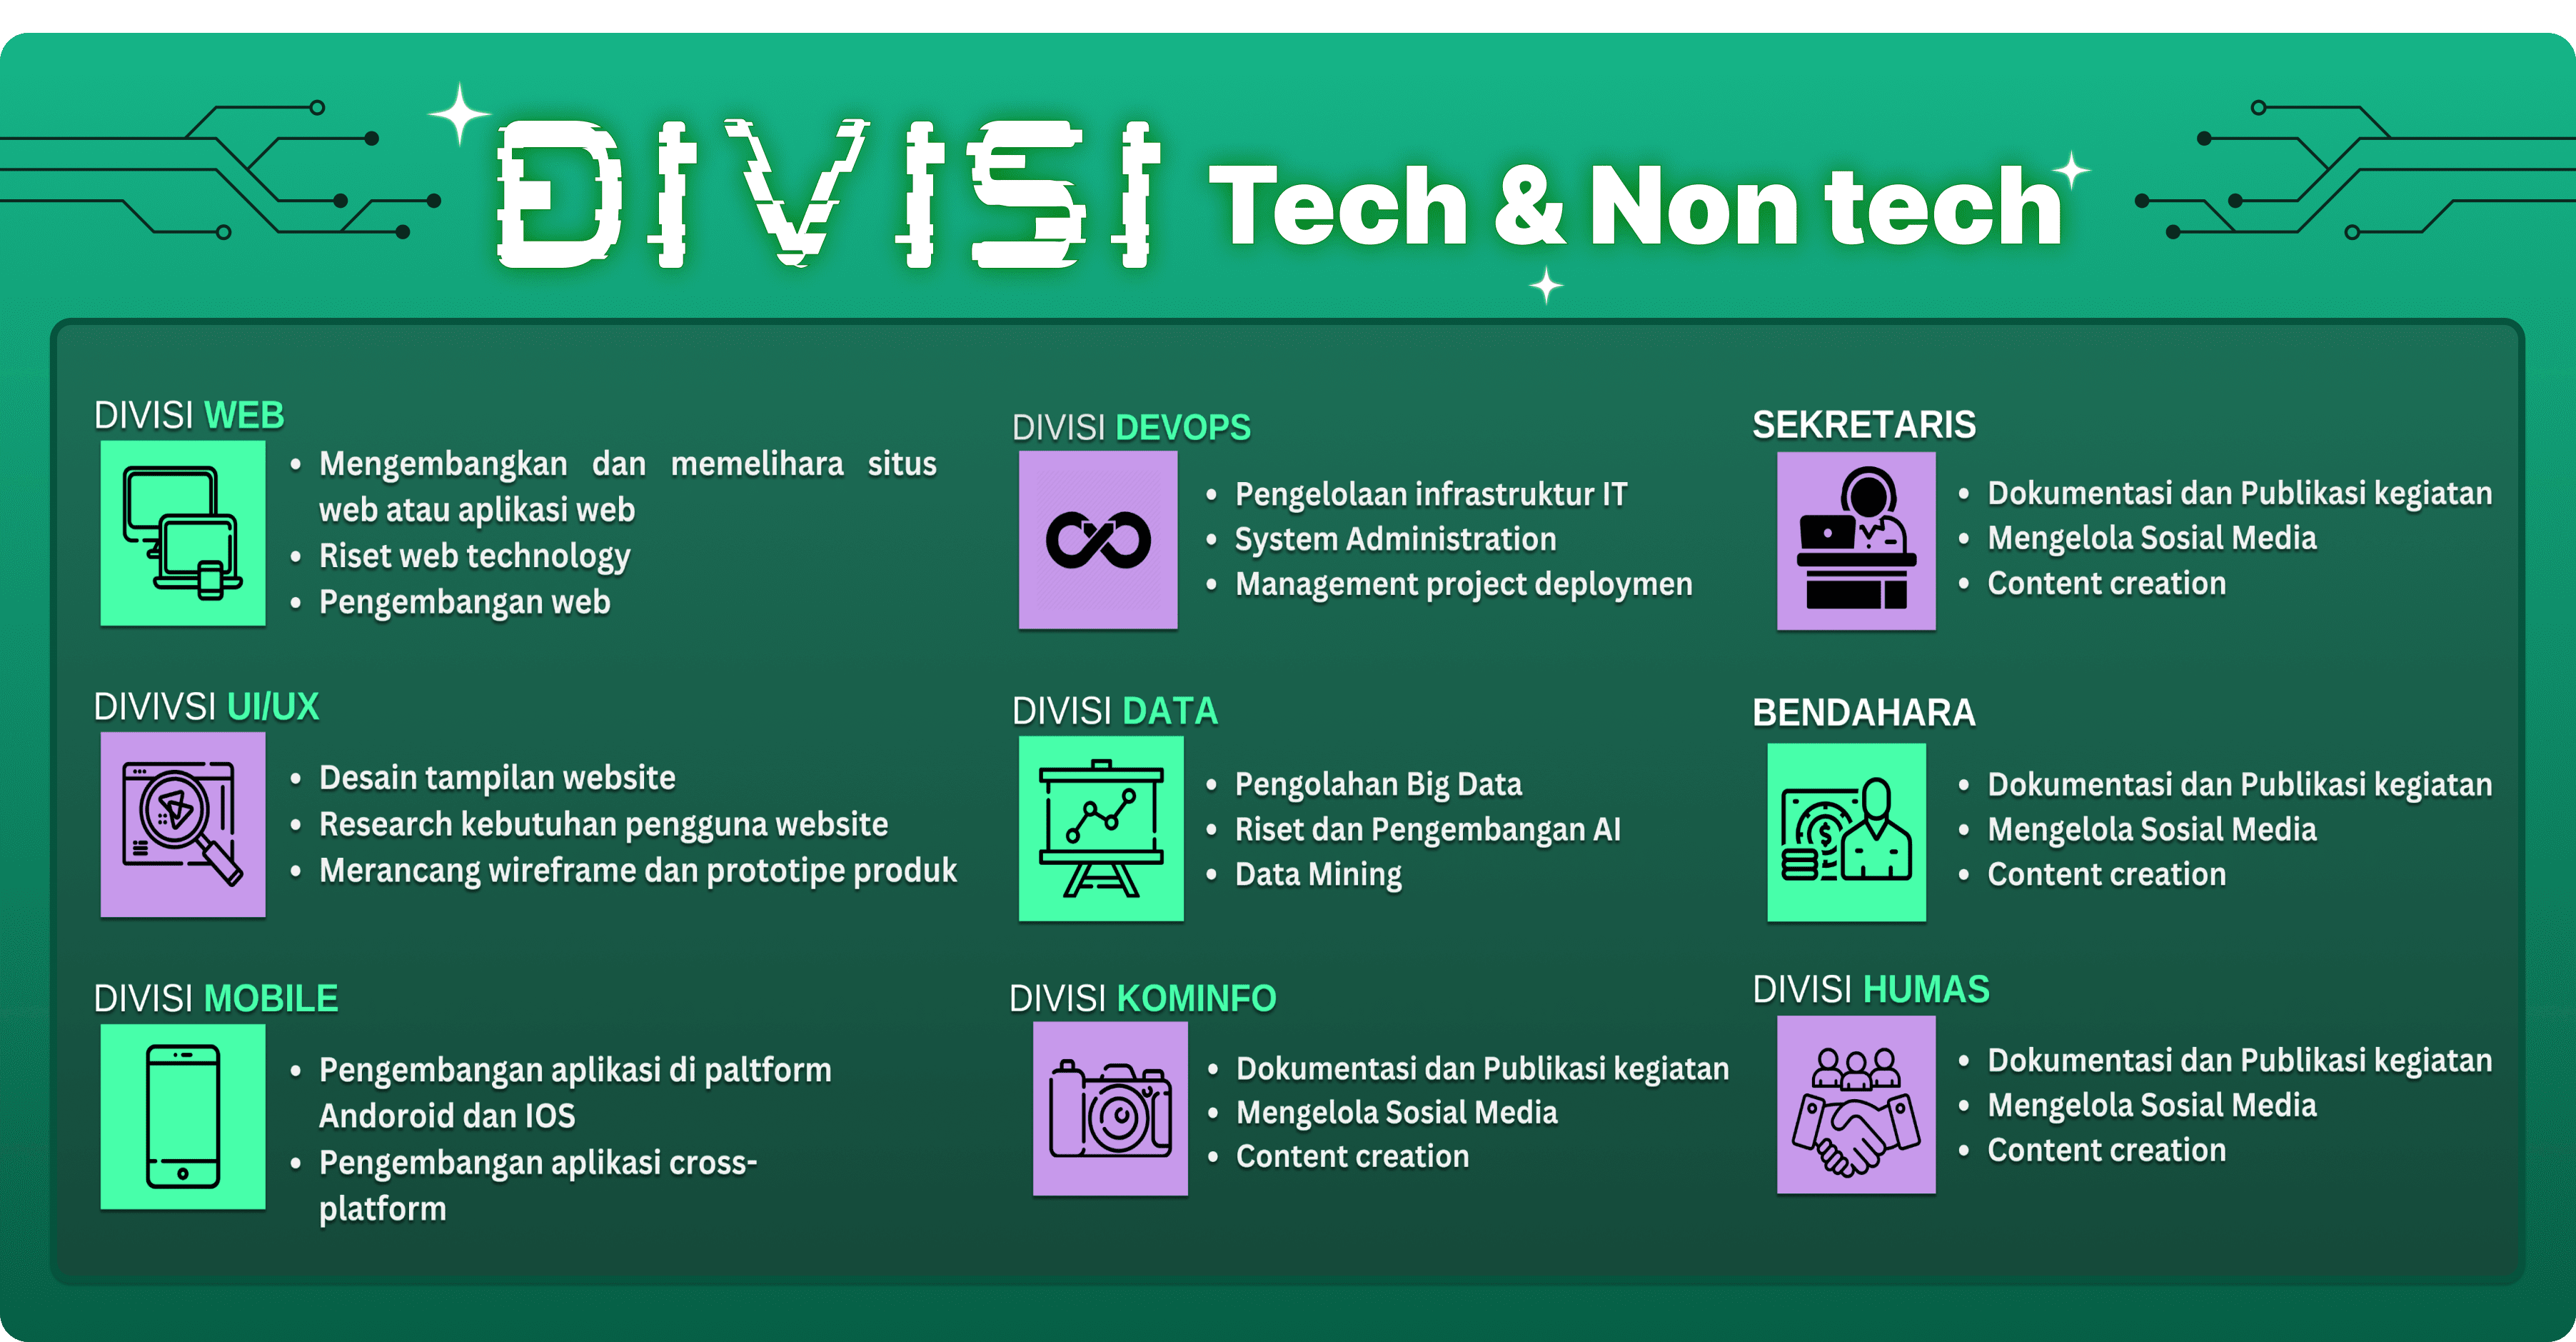 DIVISI Tech & Non tech
DIVISI WEB
• Mengembangkan dan memelihara situs
web atau aplikasi web
• Riset web technology
• Pengembangan web
DIVIVSI UI/UX
• Desain tampilan website
• Research kebutuhan pengguna website
• Merancang wireframe dan prototipe produk
DIVISI MOBILE
• Pengembangan aplikasi di paltform
Andoroid dan IOS
• Pengembangan aplikasi cross-
platform
DIVISI DEVOPS
• Pengelolaan infrastruktur IT
• System Administration
• Management project deploymen
DIVISI DATA
• Pengolahan Big Data
• Riset dan Pengembangan AI
• Data Mining
DIVISI KOMINFO
• Dokumentasi dan Publikasi kegiatan
• Mengelola Sosial Media
• Content creation
SEKRETARIS
• Dokumentasi dan Publikasi kegiatan
• Mengelola Sosial Media
• Content creation
BENDAHARA
• Dokumentasi dan Publikasi kegiatan
• Mengelola Sosial Media
• Content creation
DIVISI HUMAS
• Dokumentasi dan Publikasi kegiatan
• Mengelola Sosial Media
• Content creation